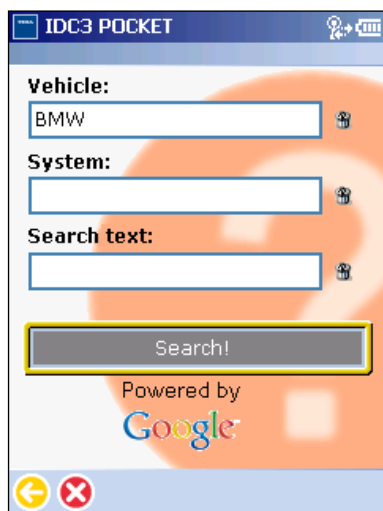 IDC3 POCKET
Vehicle:
BMW
System:
Search text:
Search!
Powered by
Google